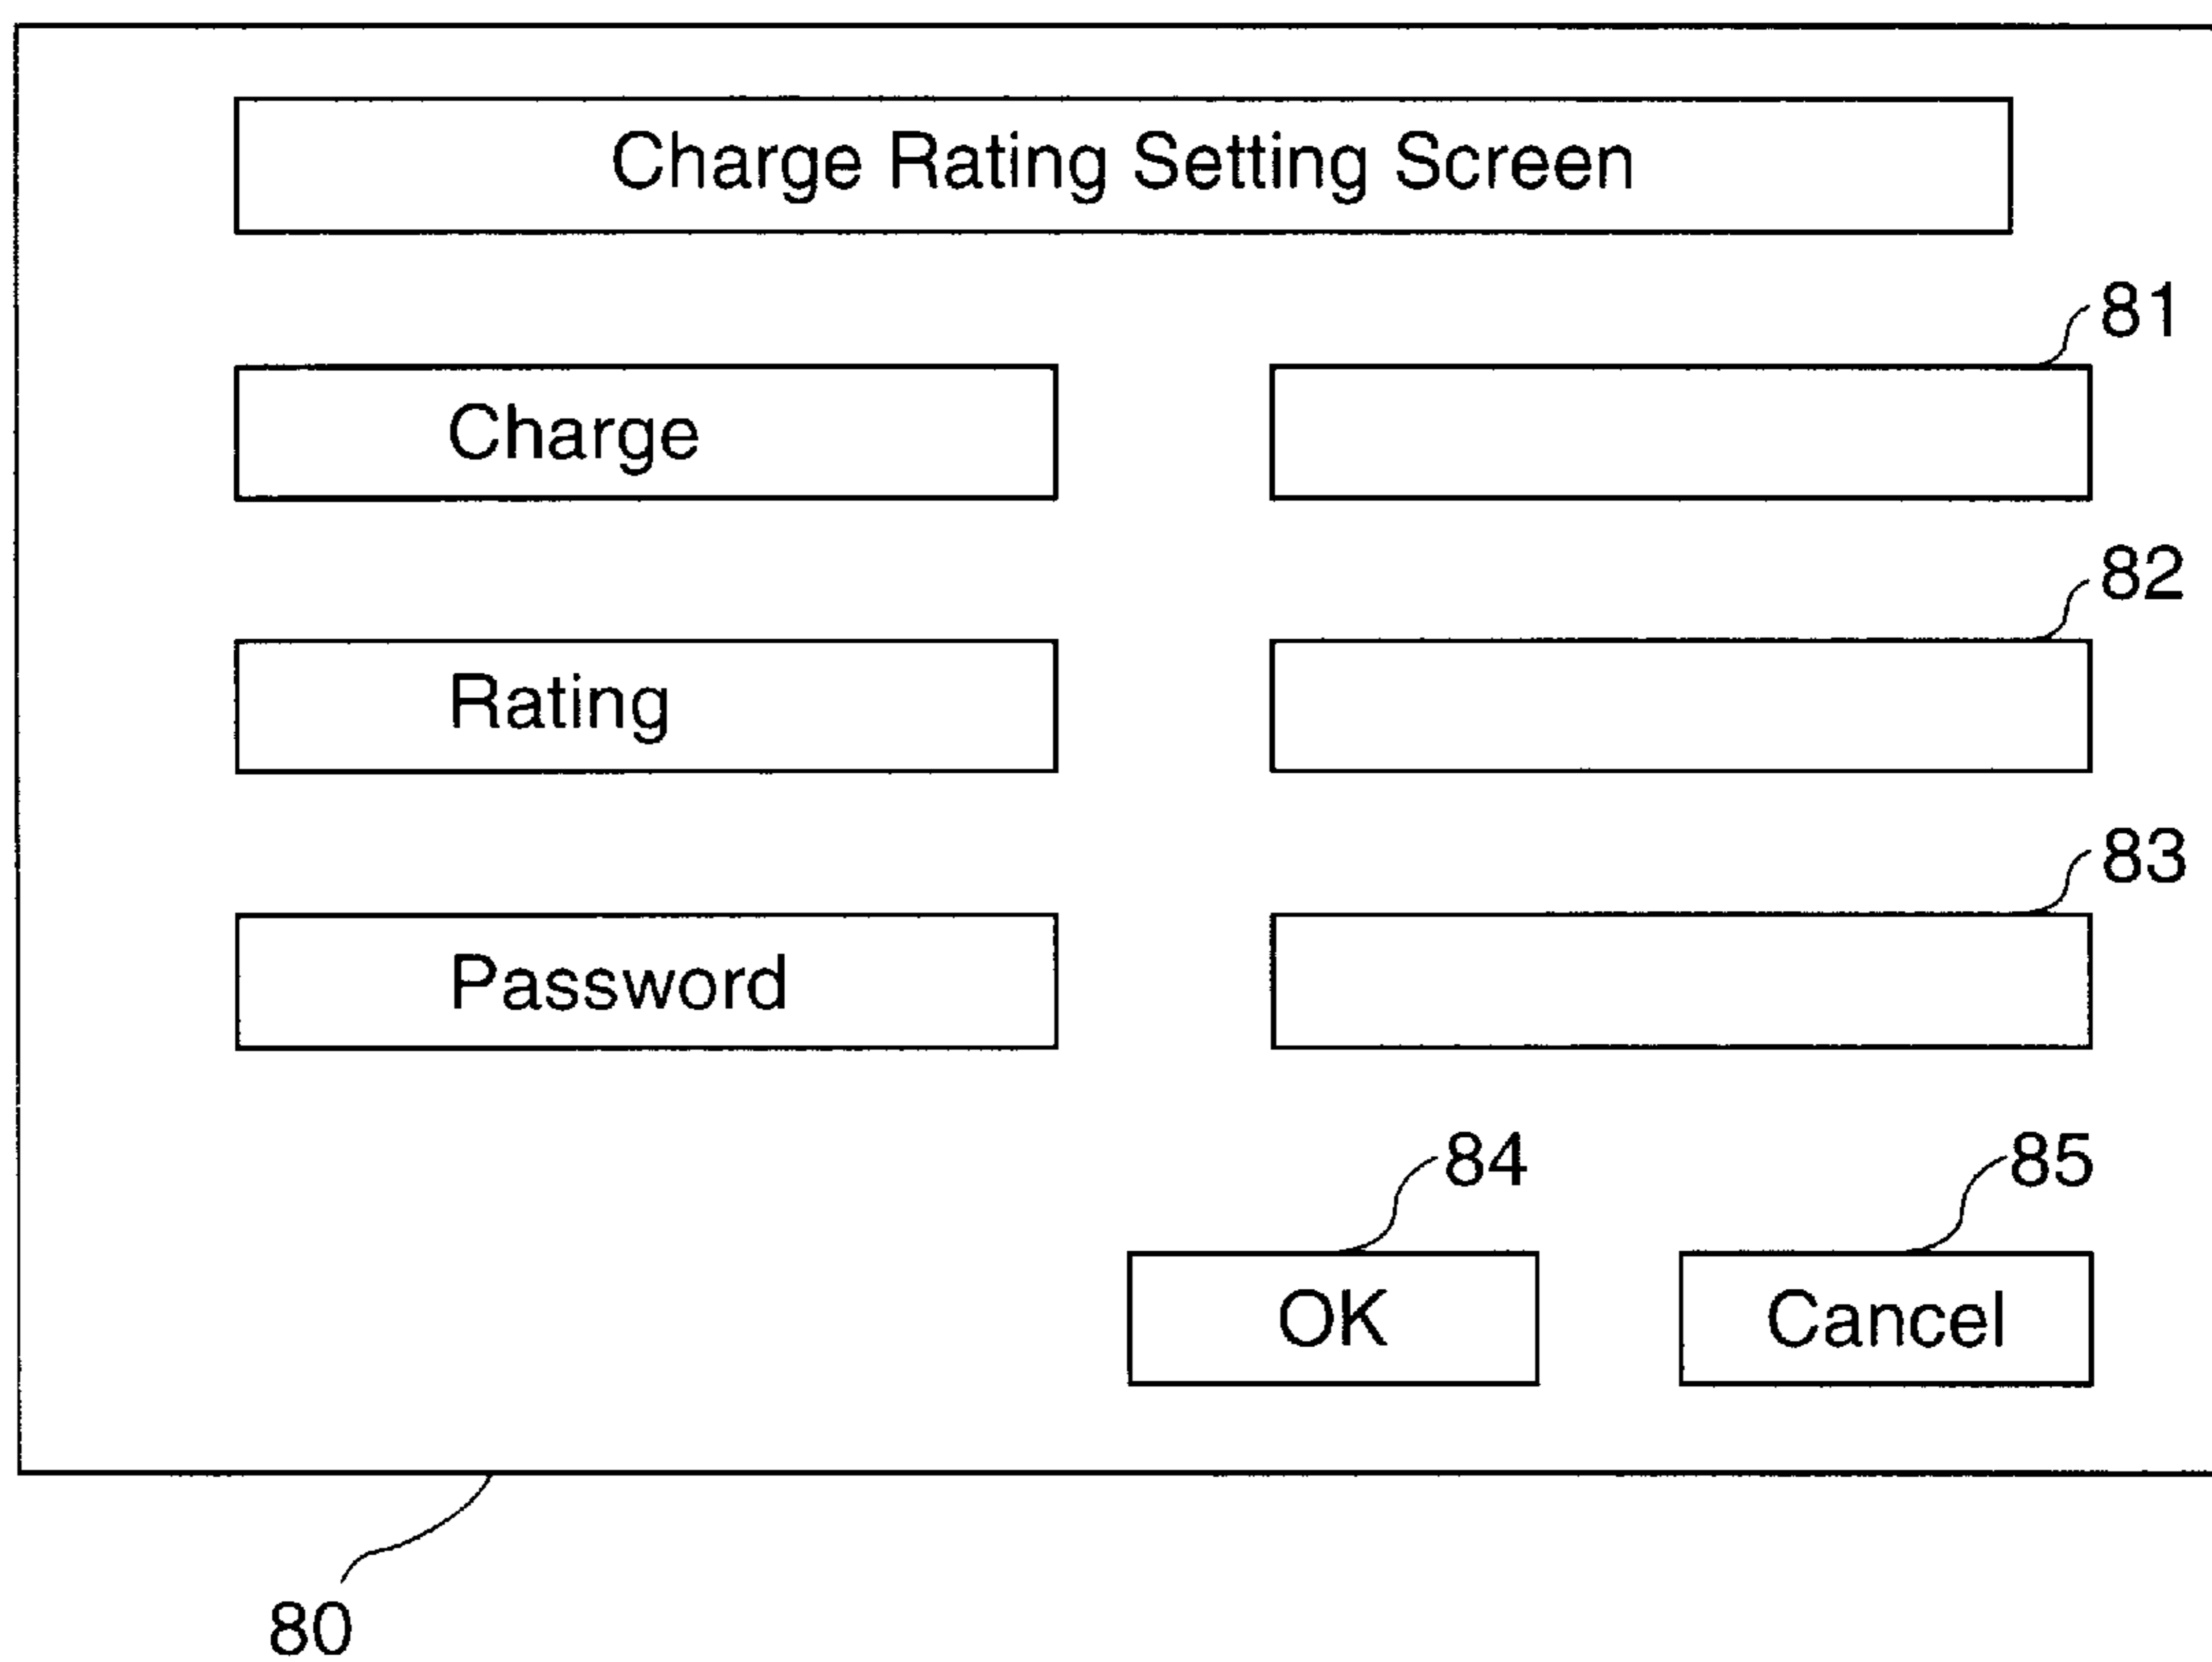 Charge Rating Setting Screen
81
Charge
82
Rating
83
Password
84
85
OK
Cancel
80